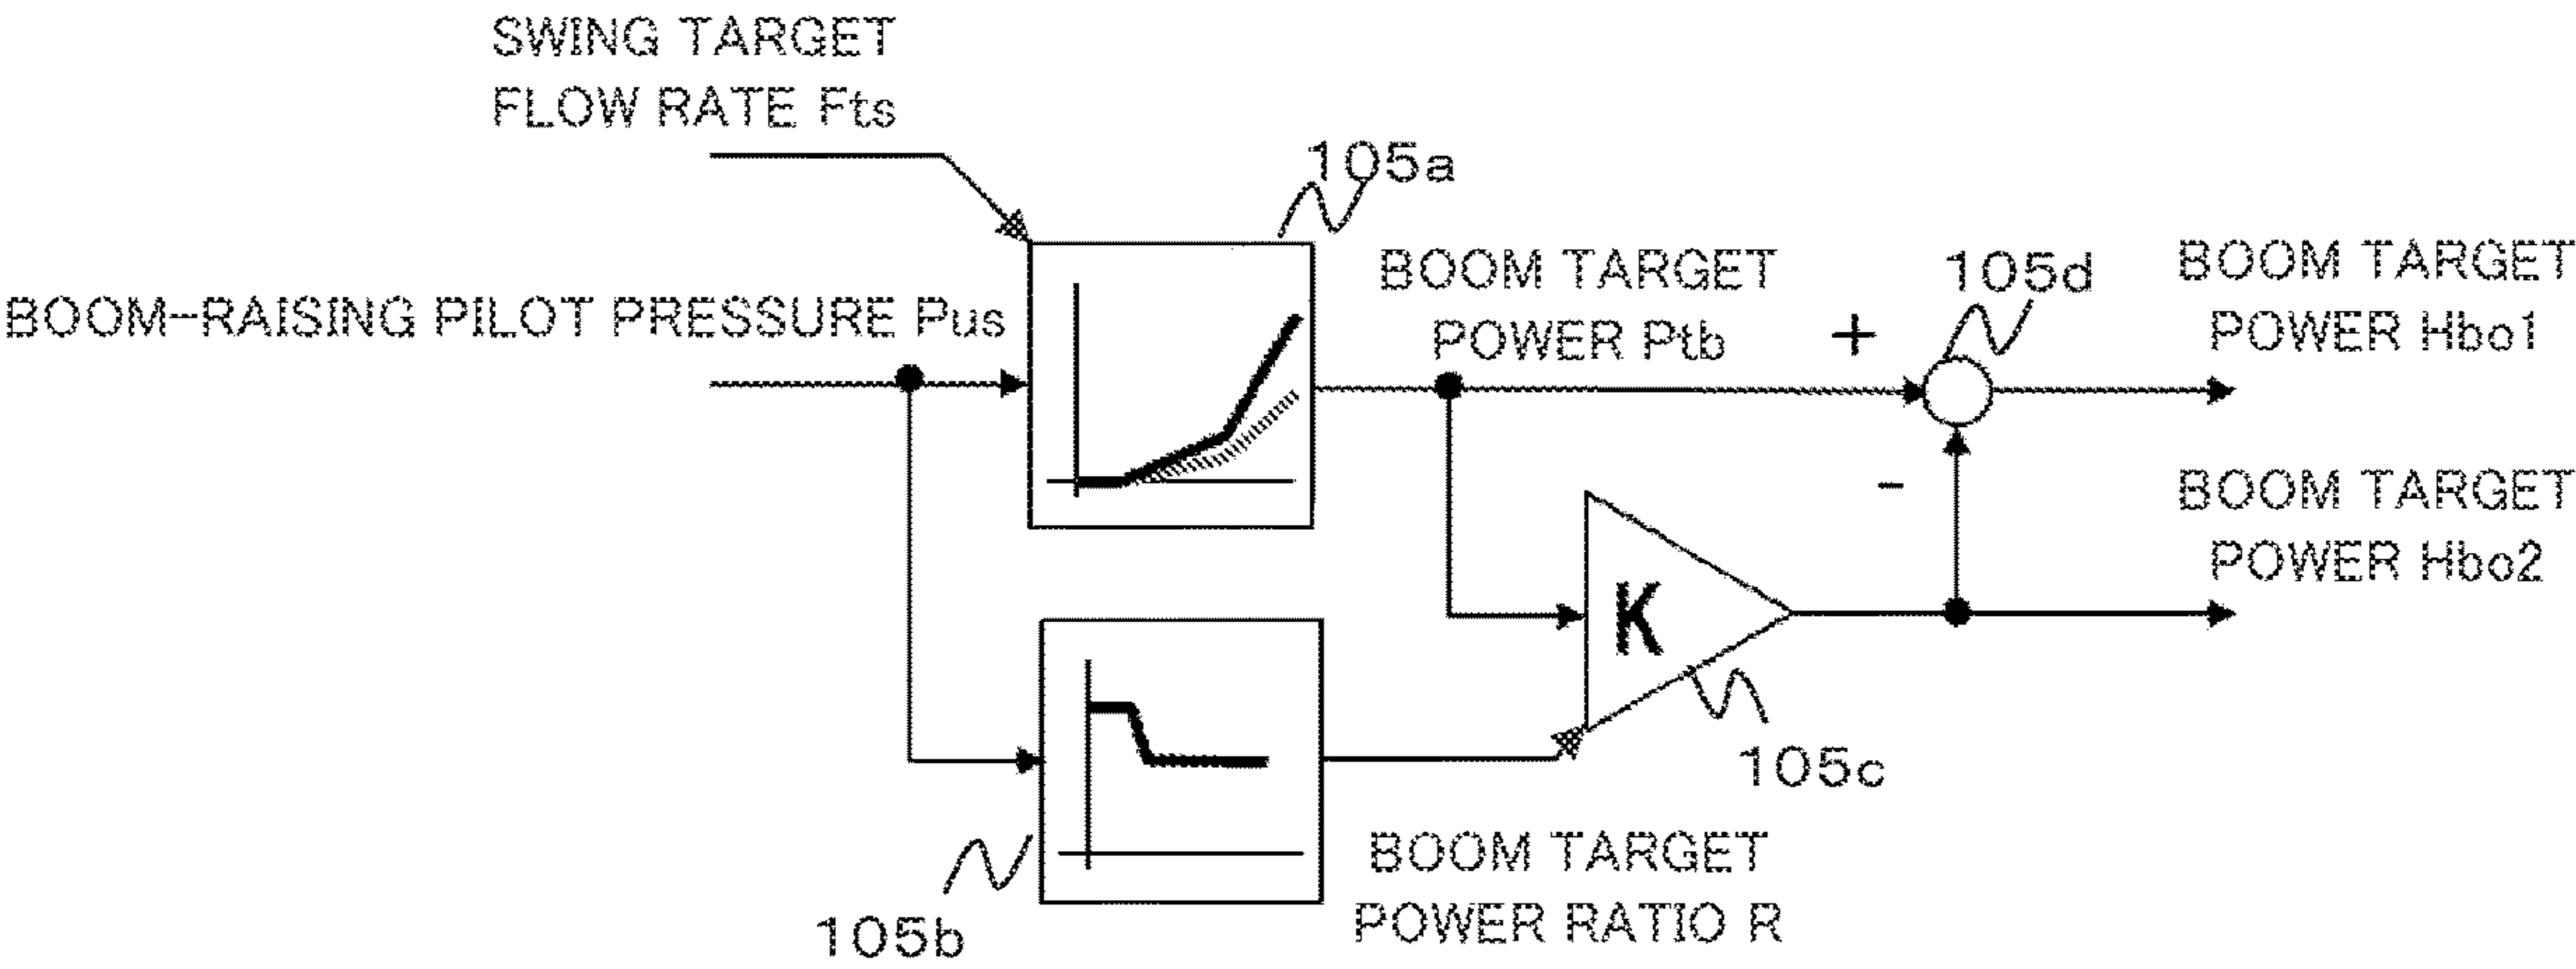 SWING TARGET
FLOW RATE Fts
105a
BOOM-RAISING PILOT PRESSURE Pus
BOOM TARGET
POWER Ptb
+
105d
BOOM TARGET
POWER Hbo1
-
BOOM TARGET
POWER Hbo2
K
105c
105b
BOOM TARGET
POWER RATIO R